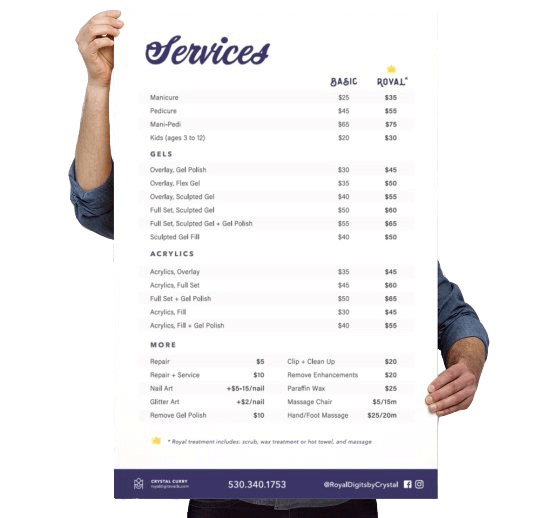 Services
BASIC ROYAL*
Manicure $25 $35
Pedicure $45 $55
Mani-Pedi $65 $75
Kids (ages 3 to 12) $20 $30
GELS
Overlay, Gel Polish $30 $45
Overlay, Flex Gel $35 $50
Overlay, Sculpted Gel $40 $55
Full Set, Sculpted Gel $50 $60
Full Set, Sculpted Gel + Gel Polish $55 $65
Sculpted Gel Fill $40 $50
ACRYLICS
Acrylics, Overlay $35 $45
Acrylics, Full Set $45 $60
Full Set + Gel Polish $50 $65
Acrylics, Fill $30 $45
Acrylics, Fill + Gel Polish $40 $55
MORE
Repair $5 Clip + Clean Up $20
Repair + Service $10 Remove Enhancements $20
Nail Art +$5-15/nail Paraffin Wax $25
Glitter Art +$2/nail Massage Chair $5/15m
Remove Gel Polish $10 Hand/Foot Massage $25/20m
* Royal treatment includes: scrub, wax treatment or hot towel, and massage
CRYSTAL CURRY 530.340.1753 @RoyalDigitsbyCrystal